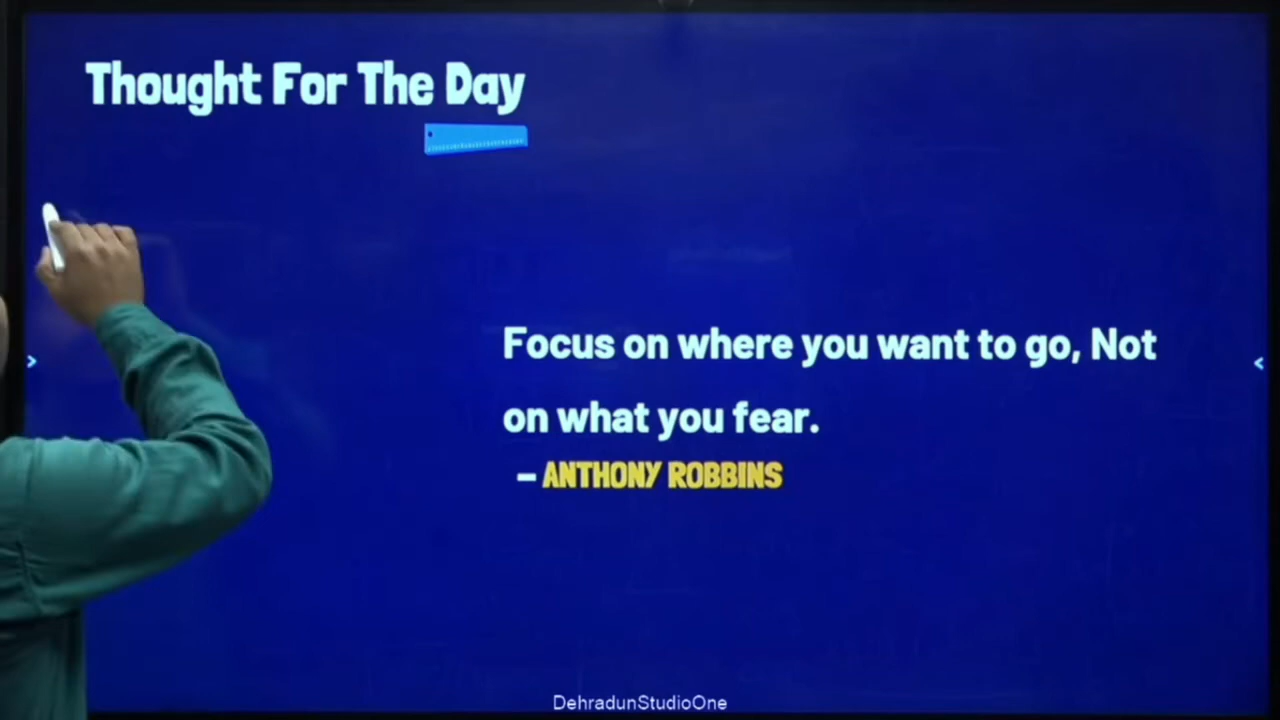 Thought For The Day
Focus on where you want to go, Not
on what you fear.
– ANTHONY ROBBINS
DehradunStudioOne